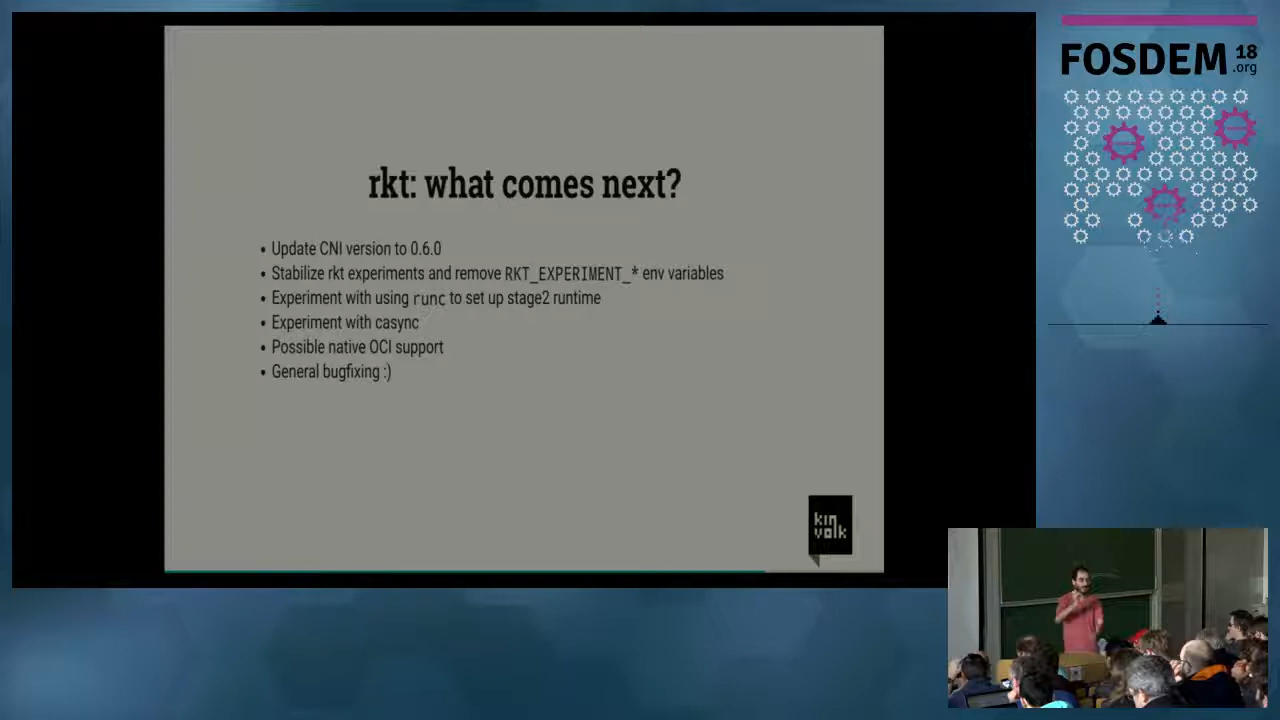 rkt: what comes next?
• Update CNI version to 0.6.0
• Stabilize rkt experiments and remove RKT_EXPERIMENT_* env variables
• Experiment with using runc to set up stage2 runtime
• Experiment with casync
• Possible native OCI support
• General bugfixing :)
kin
volk
FOSDEM 18
.org